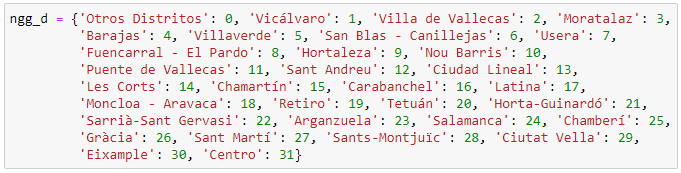 ngg_d = {'Otros Distritos': 0, 'Vicálvaro': 1, 'Villa de Vallecas': 2, 'Moratalaz': 3,
'Barajas': 4, 'Villaverde': 5, 'San Blas - Canillejas': 6, 'Usera': 7,
'Fuencarral - El Pardo': 8, 'Hortaleza': 9, 'Nou Barris': 10,
'Puente de Vallecas': 11, 'Sant Andreu': 12, 'Ciudad Lineal': 13,
'Les Corts': 14, 'Chamartín': 15, 'Carabanchel': 16, 'Latina': 17,
'Moncloa - Aravaca': 18, 'Retiro': 19, 'Tetuán': 20, 'Horta-Guinardó': 21,
'Sarrià-Sant Gervasi': 22, 'Arganzuela': 23, 'Salamanca': 24, 'Chamberí': 25,
'Gràcia': 26, 'Sant Martí': 27, 'Sants-Montjuïc': 28, 'Ciutat Vella': 29,
'Eixample': 30, 'Centro': 31}